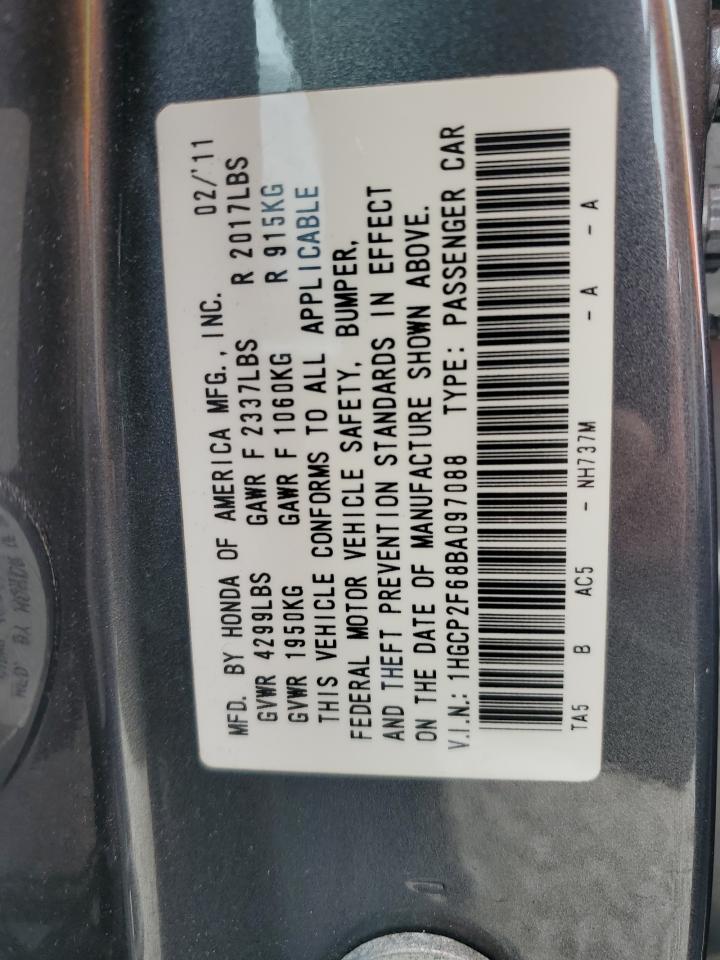 MFD. BY HONDA OF AMERICA MFG., INC. 02/'11
GVWR 4299LBS GAWR F 2337LBS R 2017LBS
GVWR 1950KG GAWR F 1060KG R 915KG
THIS VEHICLE CONFORMS TO ALL APPLICABLE
FEDERAL MOTOR VEHICLE SAFETY, BUMPER,
AND THEFT PREVENTION STANDARDS IN EFFECT
ON THE DATE OF MANUFACTURE SHOWN ABOVE.
V.I.N.: 1HGCP2F68BA097088 TYPE: PASSENGER CAR
TA5 B AC5 - NH737M - A - A